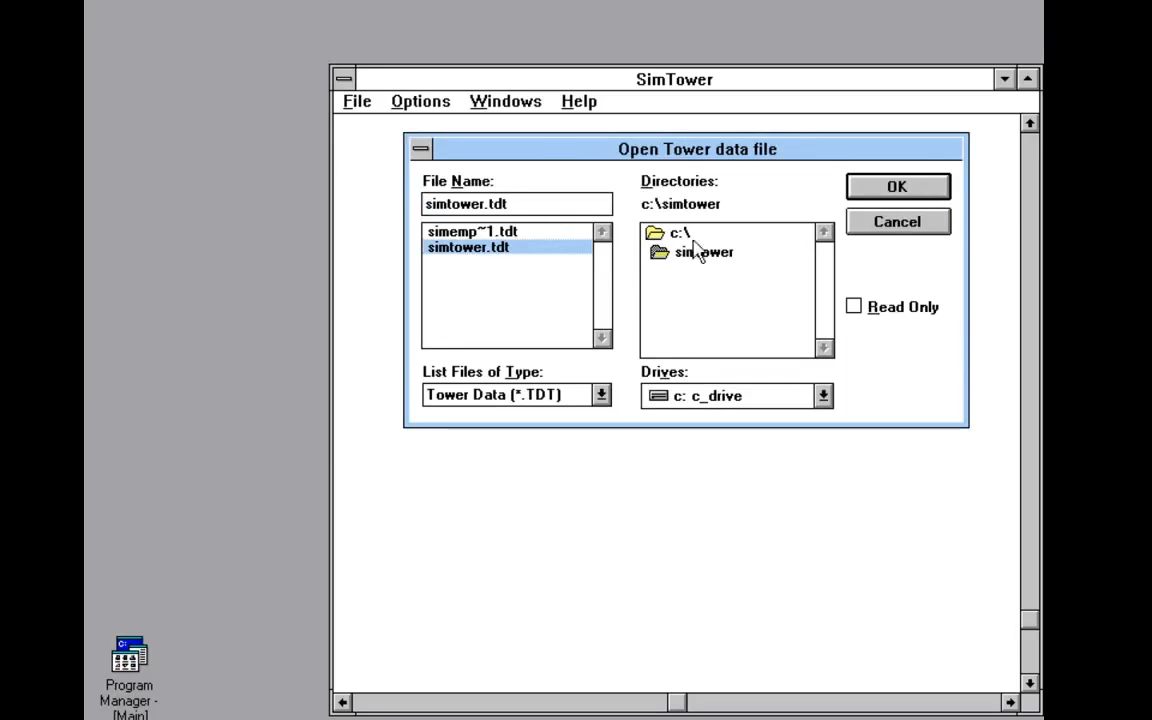 SimTower
File Options Windows Help
Open Tower data file
File Name:
simtower.tdt
simemp~1.tdt
simtower.tdt
List Files of Type:
Tower Data (*.TDT)
Directories:
c:\simtower
c:\
simtower
Drives:
c: c_drive
OK
Cancel
Read Only
C:
Program
Manager -
[Main]